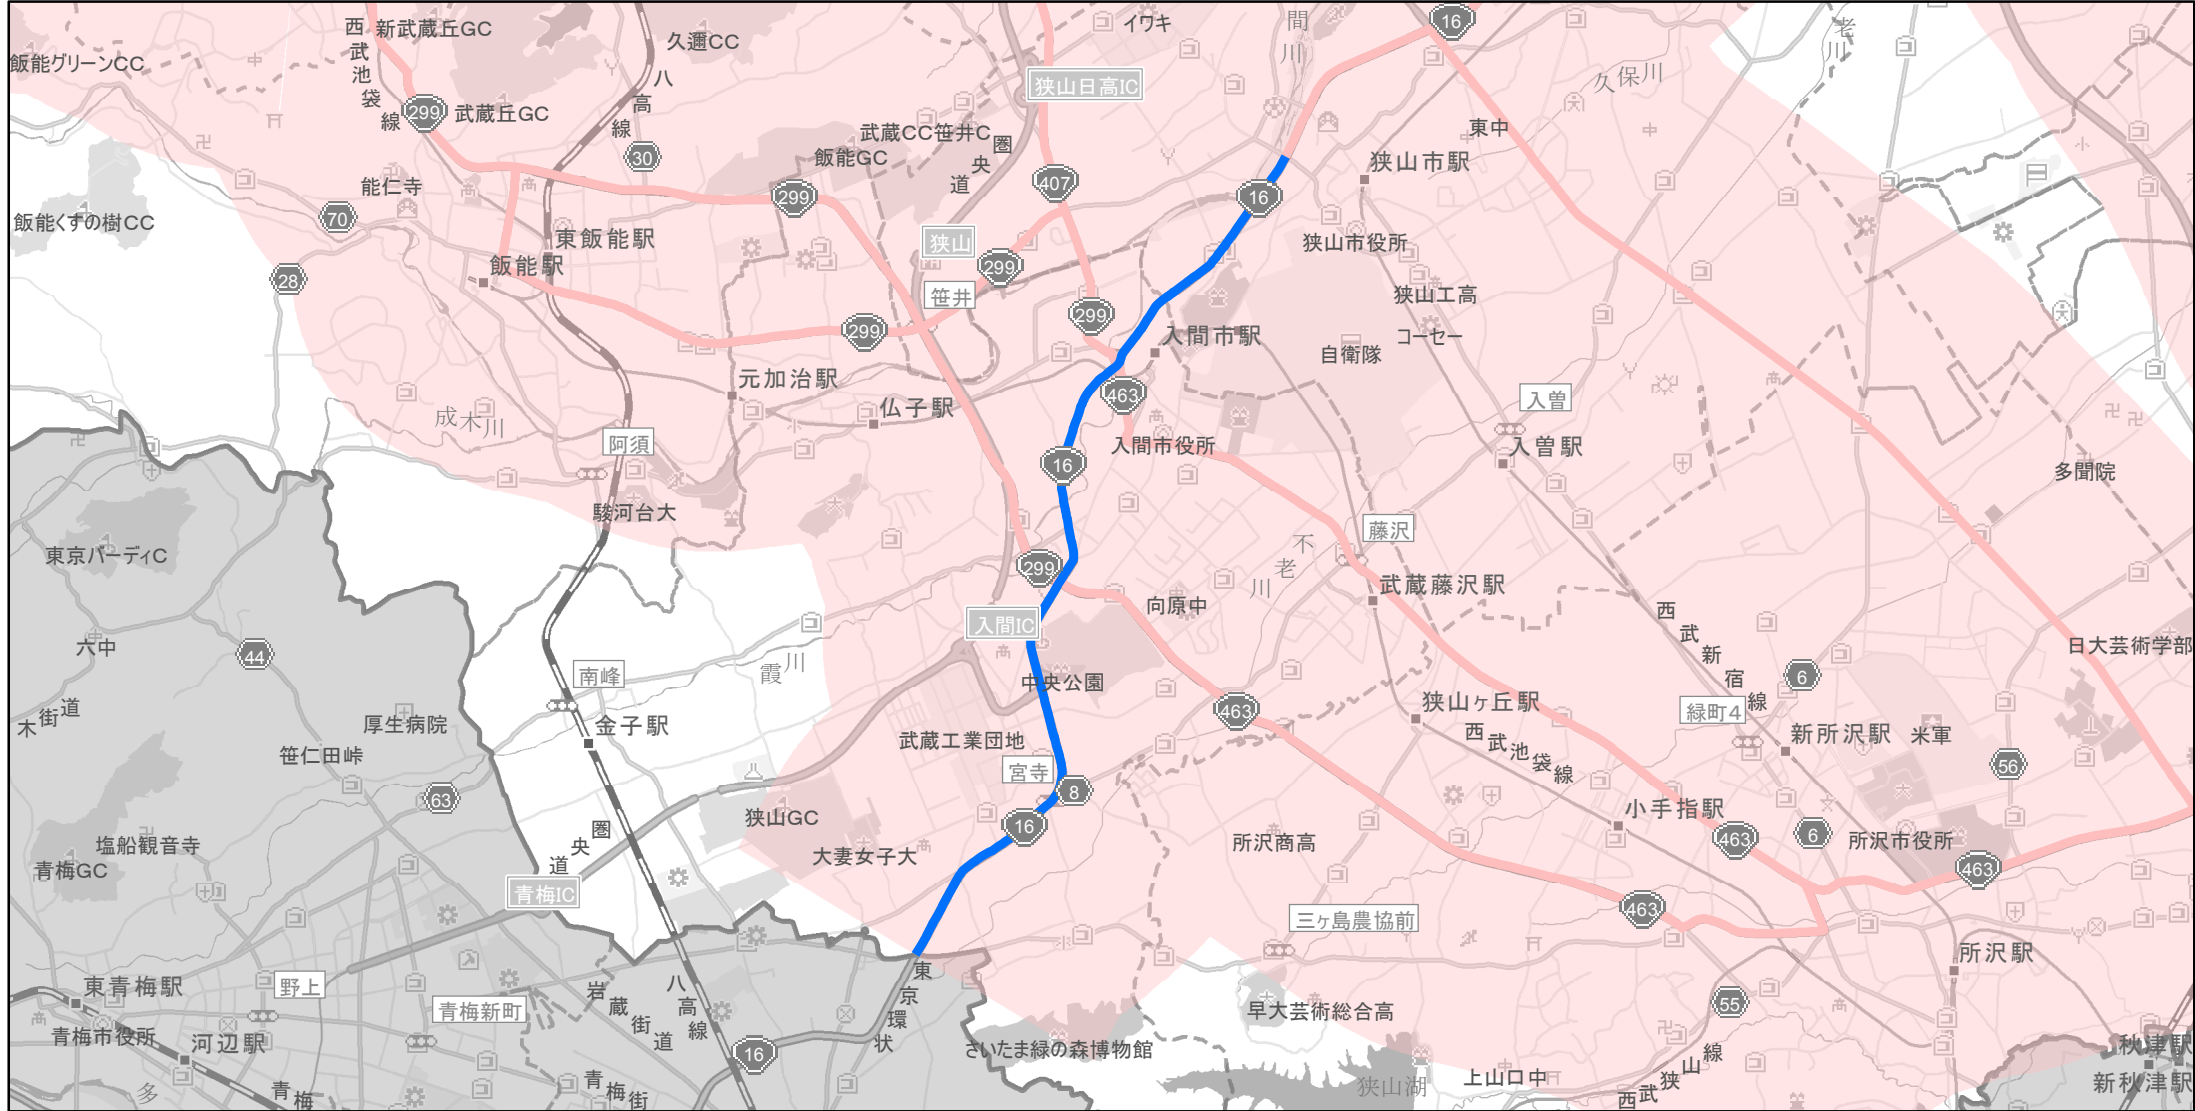 西武池袋線
新武蔵丘GC
久邇CC
イワキ
間川
16
老川
飯能グリーンCC
八高線
狭山日高IC
久保川
299
武蔵丘GC
武蔵CC笹井C
圏央道
東中
30
飯能GC
狭山市駅
能仁寺
299
407
16
70
飯能くずの樹CC
東飯能駅
狭山
狭山市役所
飯能駅
299
28
笹井
狭山工高
299
299
入間市駅
自衛隊
コーセー
元加治駅
463
入曽
成木川
仏子駅
阿須
入間市役所
入曽駅
16
多聞院
駿河台大
藤沢
東京バーディC
299
不老川
武蔵藤沢駅
向原中
入間IC
西武新宿線
六中
44
霞川
日大芸術学部
南峰
中央公園
6
木街道
463
狭山ヶ丘駅
緑町4
厚生病院
金子駅
武蔵工業団地
西武池袋線
新所沢駅
米軍
笹仁田峠
宮寺
56
63
8
狭山GC
16
小手指駅
塩船観音寺
圏央道
所沢商高
463
6
所沢市役所
青梅GC
大妻女子大
463
青梅IC
463
三ヶ島農協前
東京環状
所沢駅
東青梅駅
野上
岩蔵街道
八高線
青梅新町
早大芸術総合高
55
青梅市役所
河辺駅
16
さいたま緑の森博物館
西武狭山線
秋津駅
多
青梅
青梅街
狭山湖
上山口中
新秋津駅